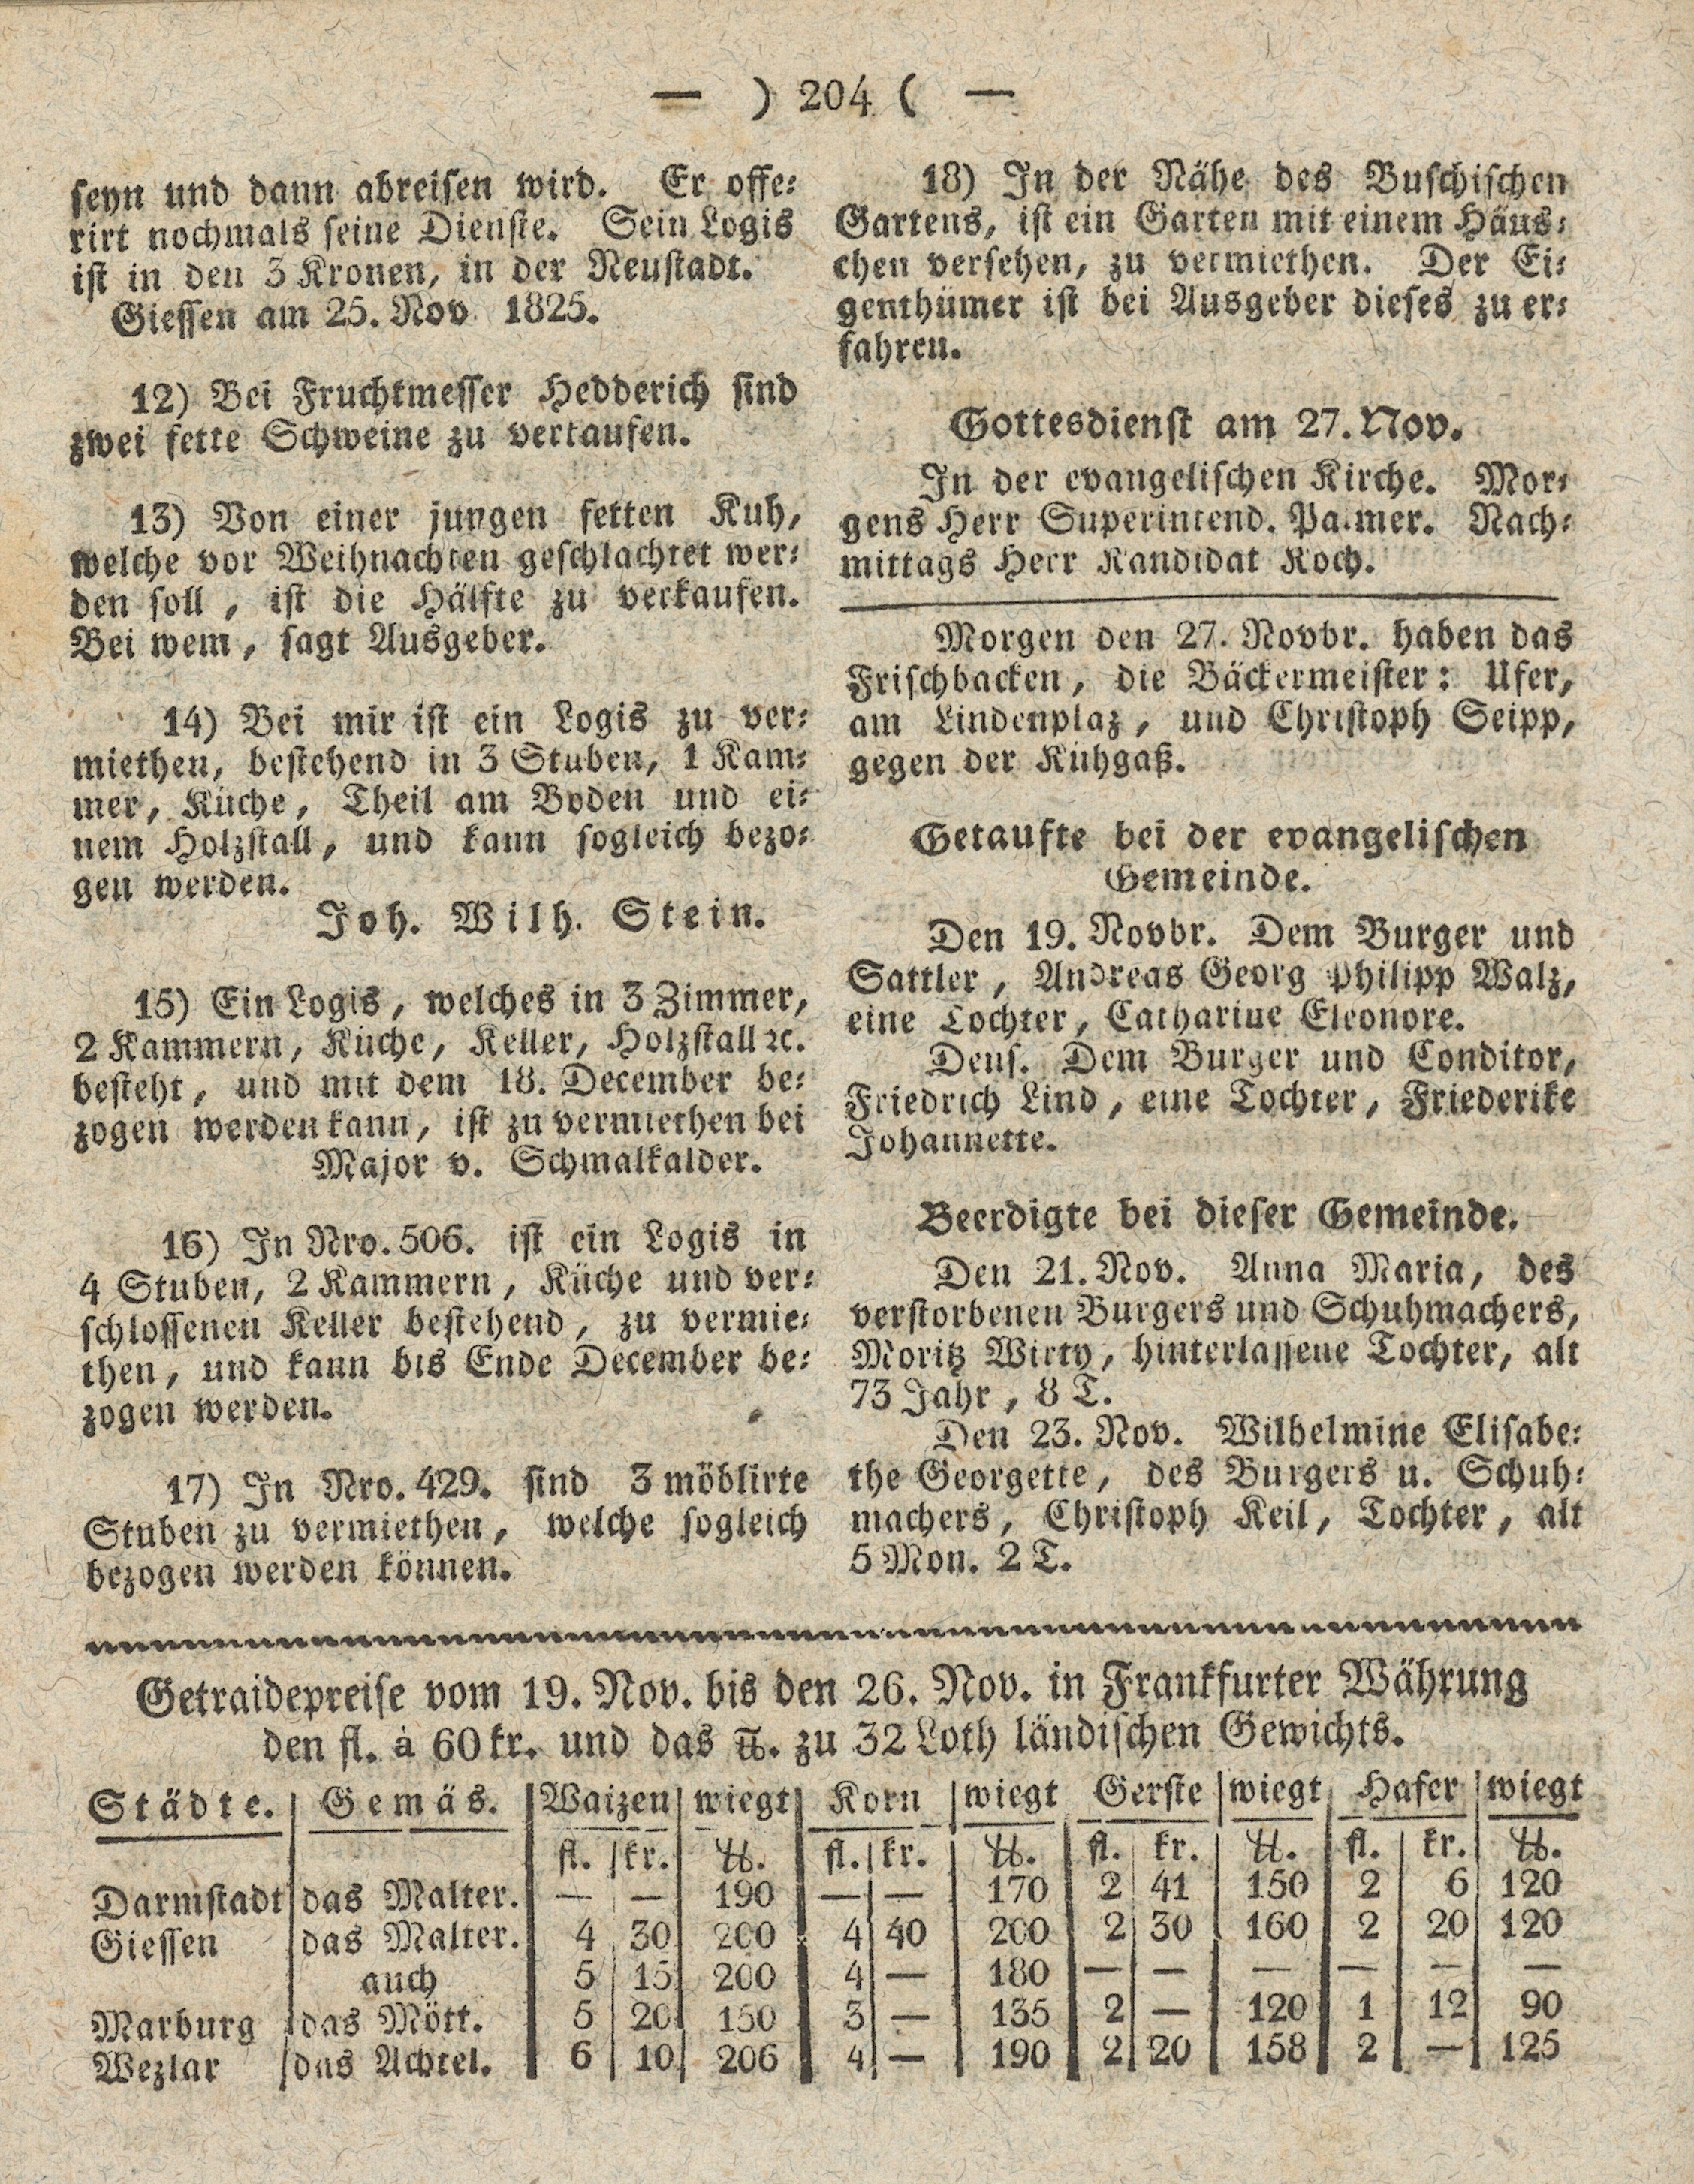 — ) 204 ( —
seyn und dann abreisen wird. Er offe-
rirt nochmals seine Dienste. Sein Logis
ist in den 3 Kronen, in der Neustadt.
Giessen am 25. Nov 1825.
12) Bei Fruchtmesser Hedderich sind
zwei fette Schweine zu verkaufen.
13) Von einer jungen fetten Kuh,
welche vor Weihnachten geschlachtet wer-
den soll, ist die Hälfte zu verkaufen.
Bei wem, sagt Ausgeber.
14) Bei mir ist ein Logis zu ver-
miethen, bestehend in 3 Stuben, 1 Kam-
mer, Küche, Theil am Boden und ei-
nem Holzstall, und kann sogleich bezo-
gen werden.
Joh. Wilh. Stein.
15) Ein Logis, welches in 3 Zimmer,
2 Kammern, Küche, Keller, Holzstall ꝛc.
besteht, und mit dem 18. December be-
zogen werden kann, ist zu vermiethen bei
Major v. Schmalkalder.
16) In Nro. 506. ist ein Logis in
4 Stuben, 2 Kammern, Küche und ver-
schlossenen Keller bestehend, zu vermie-
then, und kann bis Ende December be-
zogen werden.
17) In Nro. 429. sind 3 möblirte
Stuben zu vermiethen, welche sogleich
bezogen werden können.
18) In der Nähe des Buschischen
Gartens, ist ein Garten mit einem Häus-
chen versehen, zu vermiethen. Der Ei-
genthümer ist bei Ausgeber dieses zu er-
fahren.
Gottesdienst am 27. Nov.
In der evangelischen Kirche. Mor-
gens Herr Superintend. Palmer. Nach-
mittags Herr Kandidat Koch.
Morgen den 27. Novbr. haben das
Frischbacken, die Bäckermeister: Ufer,
am Lindenplaz, und Christoph Seipp,
gegen der Kühgaß.
Getaufte bei der evangelischen
Gemeinde.
Den 19. Novbr. Dem Burger und
Sattler, Andreas Georg Philipp Walz,
eine Tochter, Catharine Eleonore.
Dens. Dem Burger und Conditor,
Friedrich Lind, eine Tochter, Friederike
Johannette.
Beerdigte bei dieser Gemeinde.
Den 21. Nov. Anna Maria, des
verstorbenen Burgers und Schuhmachers,
Moritz Wirty, hinterlassene Tochter, alt
73 Jahr, 8 T.
Den 23. Nov. Wilhelmine Elisabe-
the Georgette, des Burgers u. Schuh-
machers, Christoph Keil, Tochter, alt
5 Mon. 2 T.
Getraidepreise vom 19. Nov. bis den 26. Nov. in Frankfurter Währung
den fl. à 60 kr. und das ℔. zu 32 Loth ländischen Gewichts.
Städte. Gemäs. Waizen wiegt Korn wiegt Gerste wiegt Hafer wiegt
fl. kr. ℔. fl. kr. ℔. fl. kr. ℔. fl. kr. ℔.
Darmstadt das Malter. — — 190 — — 170 2 41 150 2 6 120
Giessen das Malter. 4 30 200 4 40 200 2 30 160 2 20 120
auch 5 15 200 4 — 180 — — — — — —
Marburg das Mött. 5 20 150 3 — 135 2 — 120 1 12 90
Wezlar das Achtel. 6 10 206 4 — 190 2 20 158 2 — 125